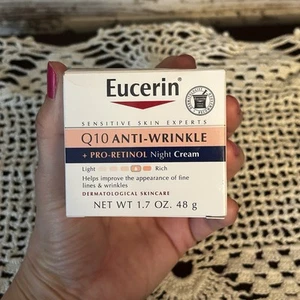 Eucerin®
SENSITIVE SKIN EXPERTS
Q10 ANTI-WRINKLE
+ PRO-RETINOL Night Cream
Light Rich
Helps improve the appearance of fine
lines & wrinkles
DERMATOLOGICAL SKINCARE
NET WT 1.7 OZ. 48 g